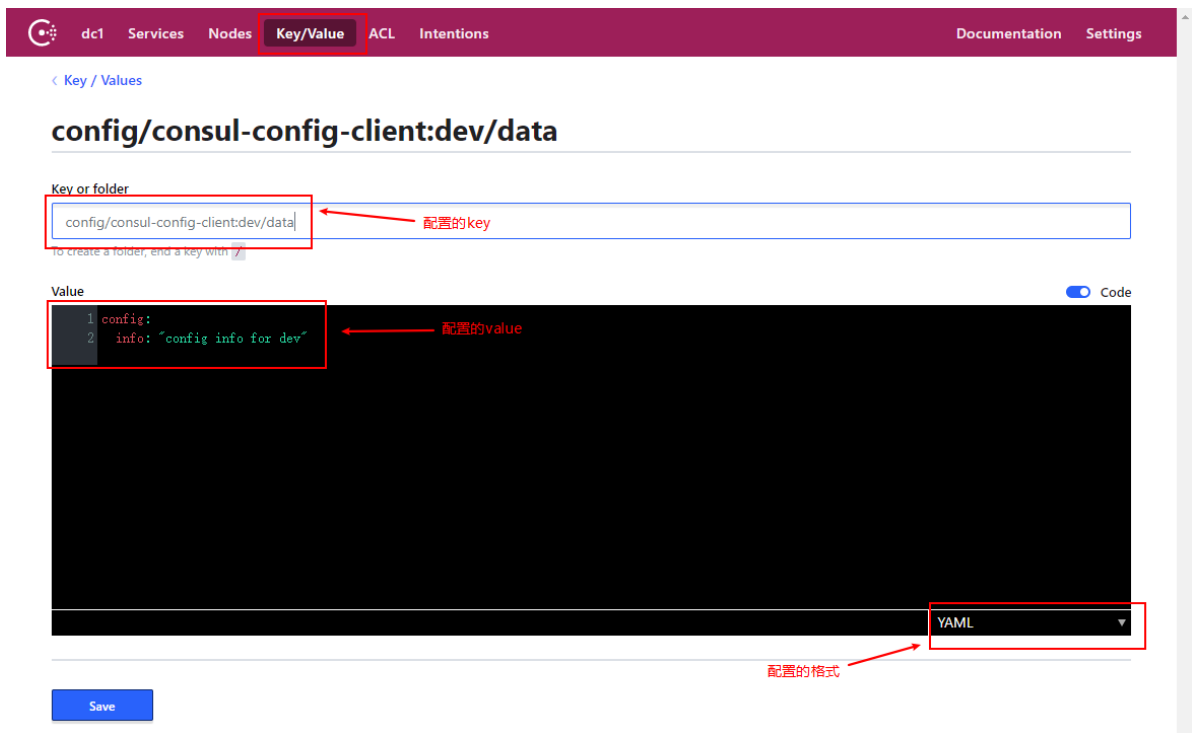 dc1 Services Nodes Key/Value ACL Intentions Documentation Settings
< Key / Values
config/consul-config-client:dev/data
Key or folder
config/consul-config-client:dev/data
配置的key
To create a folder, end a key with /
Value
Code
1 config:
2 info: "config info for dev"
配置的value
YAML
配置的格式
Save